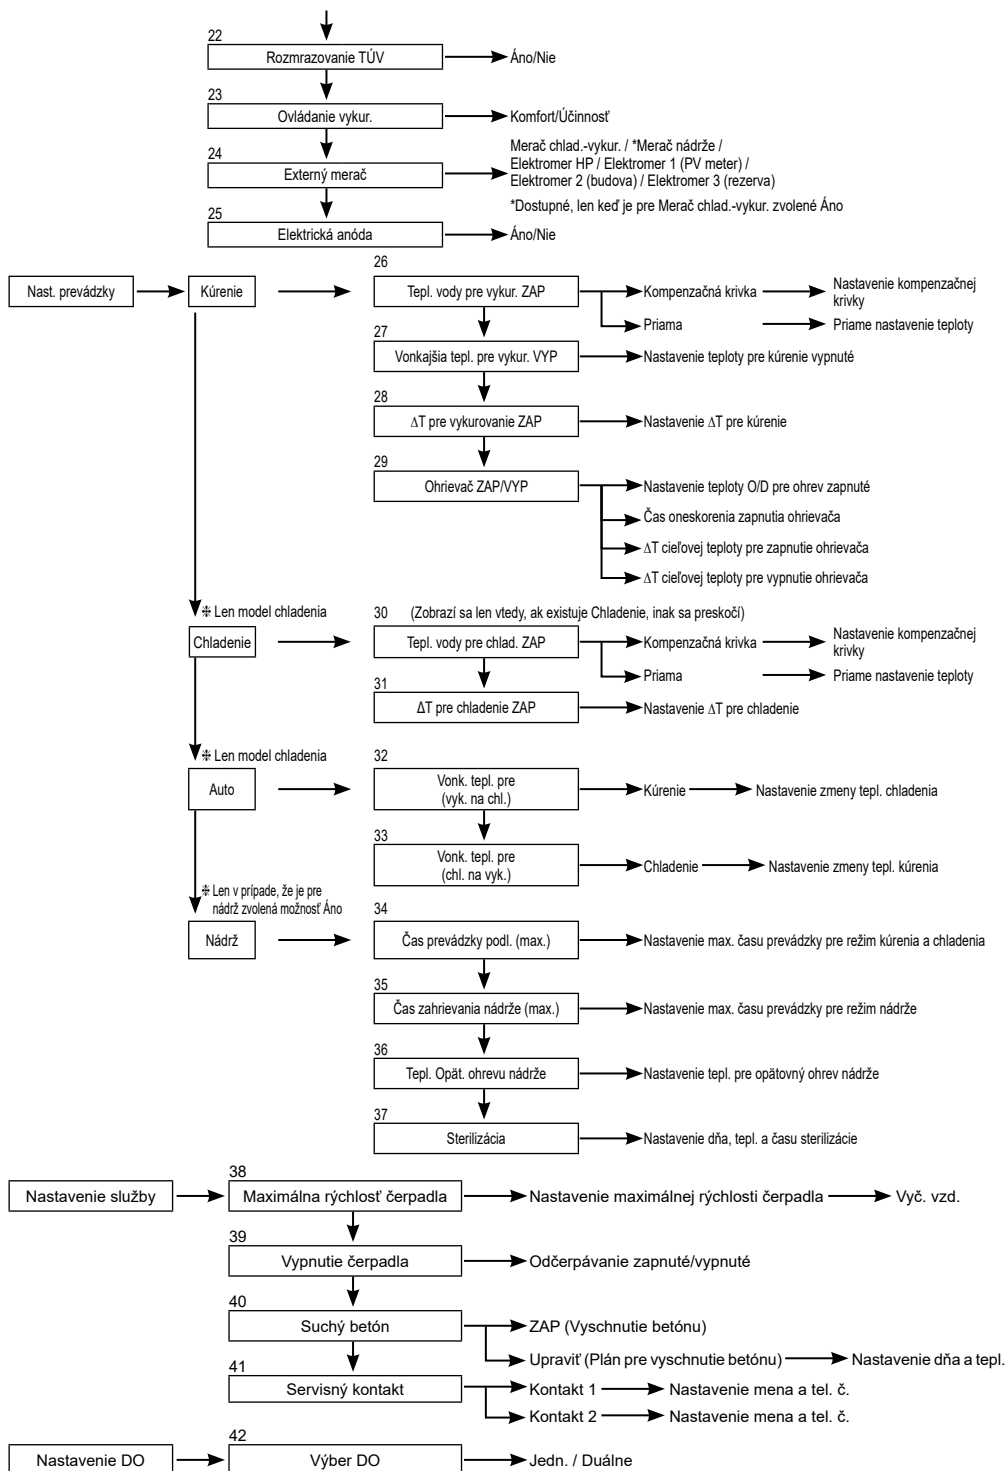 22
Rozmrazovanie TÚV
Áno/Nie
23
Ovládanie vykur.
Komfort/Účinnosť
24
Externý merač
Merač chlad.-vykur. / *Merač nádrže /
Elektromer HP / Elektromer 1 (PV meter) /
Elektromer 2 (budova) / Elektromer 3 (rezerva)
*Dostupné, len keď je pre Merač chlad.-vykur. zvolené Áno
25
Elektrická anóda
Áno/Nie
Nast. prevádzky
Kúrenie
26
Tepl. vody pre vykur. ZAP
Kompenzačná krivka
Nastavenie kompenzačnej
krivky
Priama
Priame nastavenie teploty
27
Vonkajšia tepl. pre vykur. VYP
Nastavenie teploty pre kúrenie vypnuté
28
ΔT pre vykurovanie ZAP
Nastavenie ΔT pre kúrenie
29
Ohrievač ZAP/VYP
Nastavenie teploty O/D pre ohrev zapnuté
Čas oneskorenia zapnutia ohrievača
ΔT cieľovej teploty pre zapnutie ohrievača
ΔT cieľovej teploty pre vypnutie ohrievača
⁜ Len model chladenia
Chladenie
30 (Zobrazí sa len vtedy, ak existuje Chladenie, inak sa preskočí)
Tepl. vody pre chlad. ZAP
Kompenzačná krivka
Nastavenie kompenzačnej
krivky
Priama
Priame nastavenie teploty
31
ΔT pre chladenie ZAP
Nastavenie ΔT pre chladenie
⁜ Len model chladenia
Auto
32
Vonk. tepl. pre
(vyk. na chl.)
Kúrenie
Nastavenie zmeny tepl. chladenia
33
Vonk. tepl. pre
(chl. na vyk.)
Chladenie
Nastavenie zmeny tepl. kúrenia
⁜ Len v prípade, že je pre
nádrž zvolená možnosť Áno
Nádrž
34
Čas prevádzky podl. (max.)
Nastavenie max. času prevádzky pre režim kúrenia a chladenia
35
Čas zahrievania nádrže (max.)
Nastavenie max. času prevádzky pre režim nádrže
36
Tepl. Opät. ohrevu nádrže
Nastavenie tepl. pre opätovný ohrev nádrže
37
Sterilizácia
Nastavenie dňa, tepl. a času sterilizácie
Nastavenie služby
38
Maximálna rýchlosť čerpadla
Nastavenie maximálnej rýchlosti čerpadla
Vyč. vzd.
39
Vypnutie čerpadla
Odčerpávanie zapnuté/vypnuté
40
Suchý betón
ZAP (Vyschnutie betónu)
Upraviť (Plán pre vyschnutie betónu)
Nastavenie dňa a tepl.
41
Servisný kontakt
Kontakt 1
Nastavenie mena a tel. č.
Kontakt 2
Nastavenie mena a tel. č.
Nastavenie DO
42
Výber DO
Jedn. / Duálne